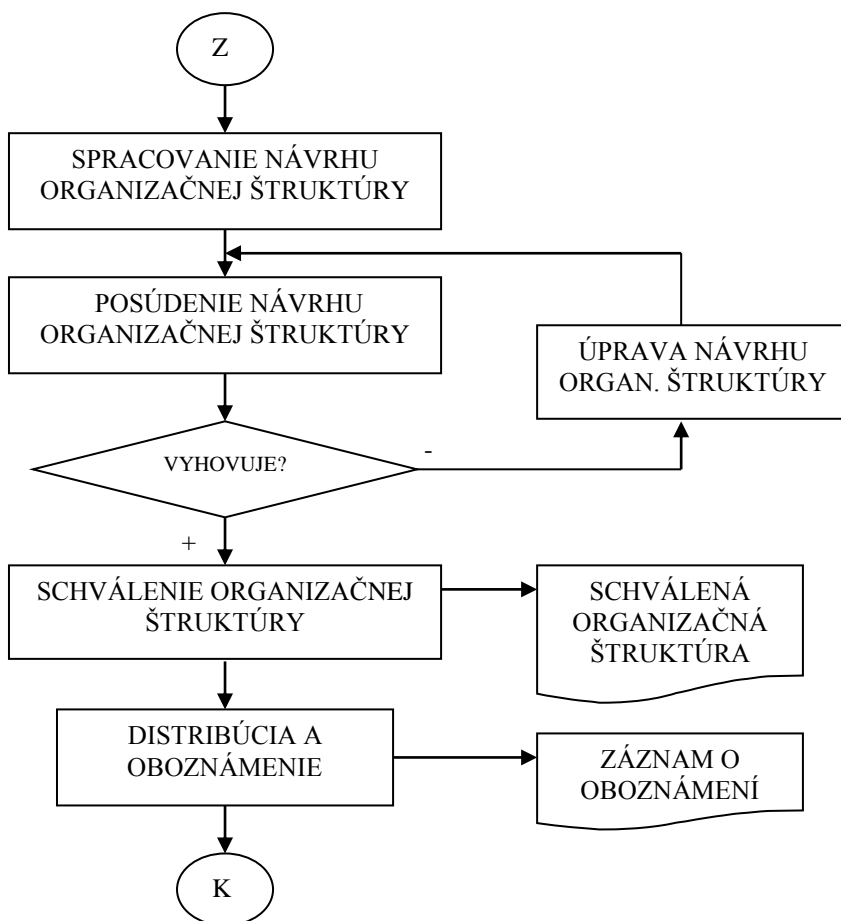 Z
SPRACOVANIE NÁVRHU
ORGANIZAČNEJ ŠTRUKTÚRY
POSÚDENIE NÁVRHU
ORGANIZAČNEJ ŠTRUKTÚRY
ÚPRAVA NÁVRHU
ORGAN. ŠTRUKTÚRY
VYHOVUJE?
-
+
SCHVÁLENIE ORGANIZAČNEJ
ŠTRUKTÚRY
SCHVÁLENÁ
ORGANIZAČNÁ
ŠTRUKTÚRA
DISTRIBÚCIA A
OBOZNÁMENIE
ZÁZNAM O
OBOZNÁMENÍ
K